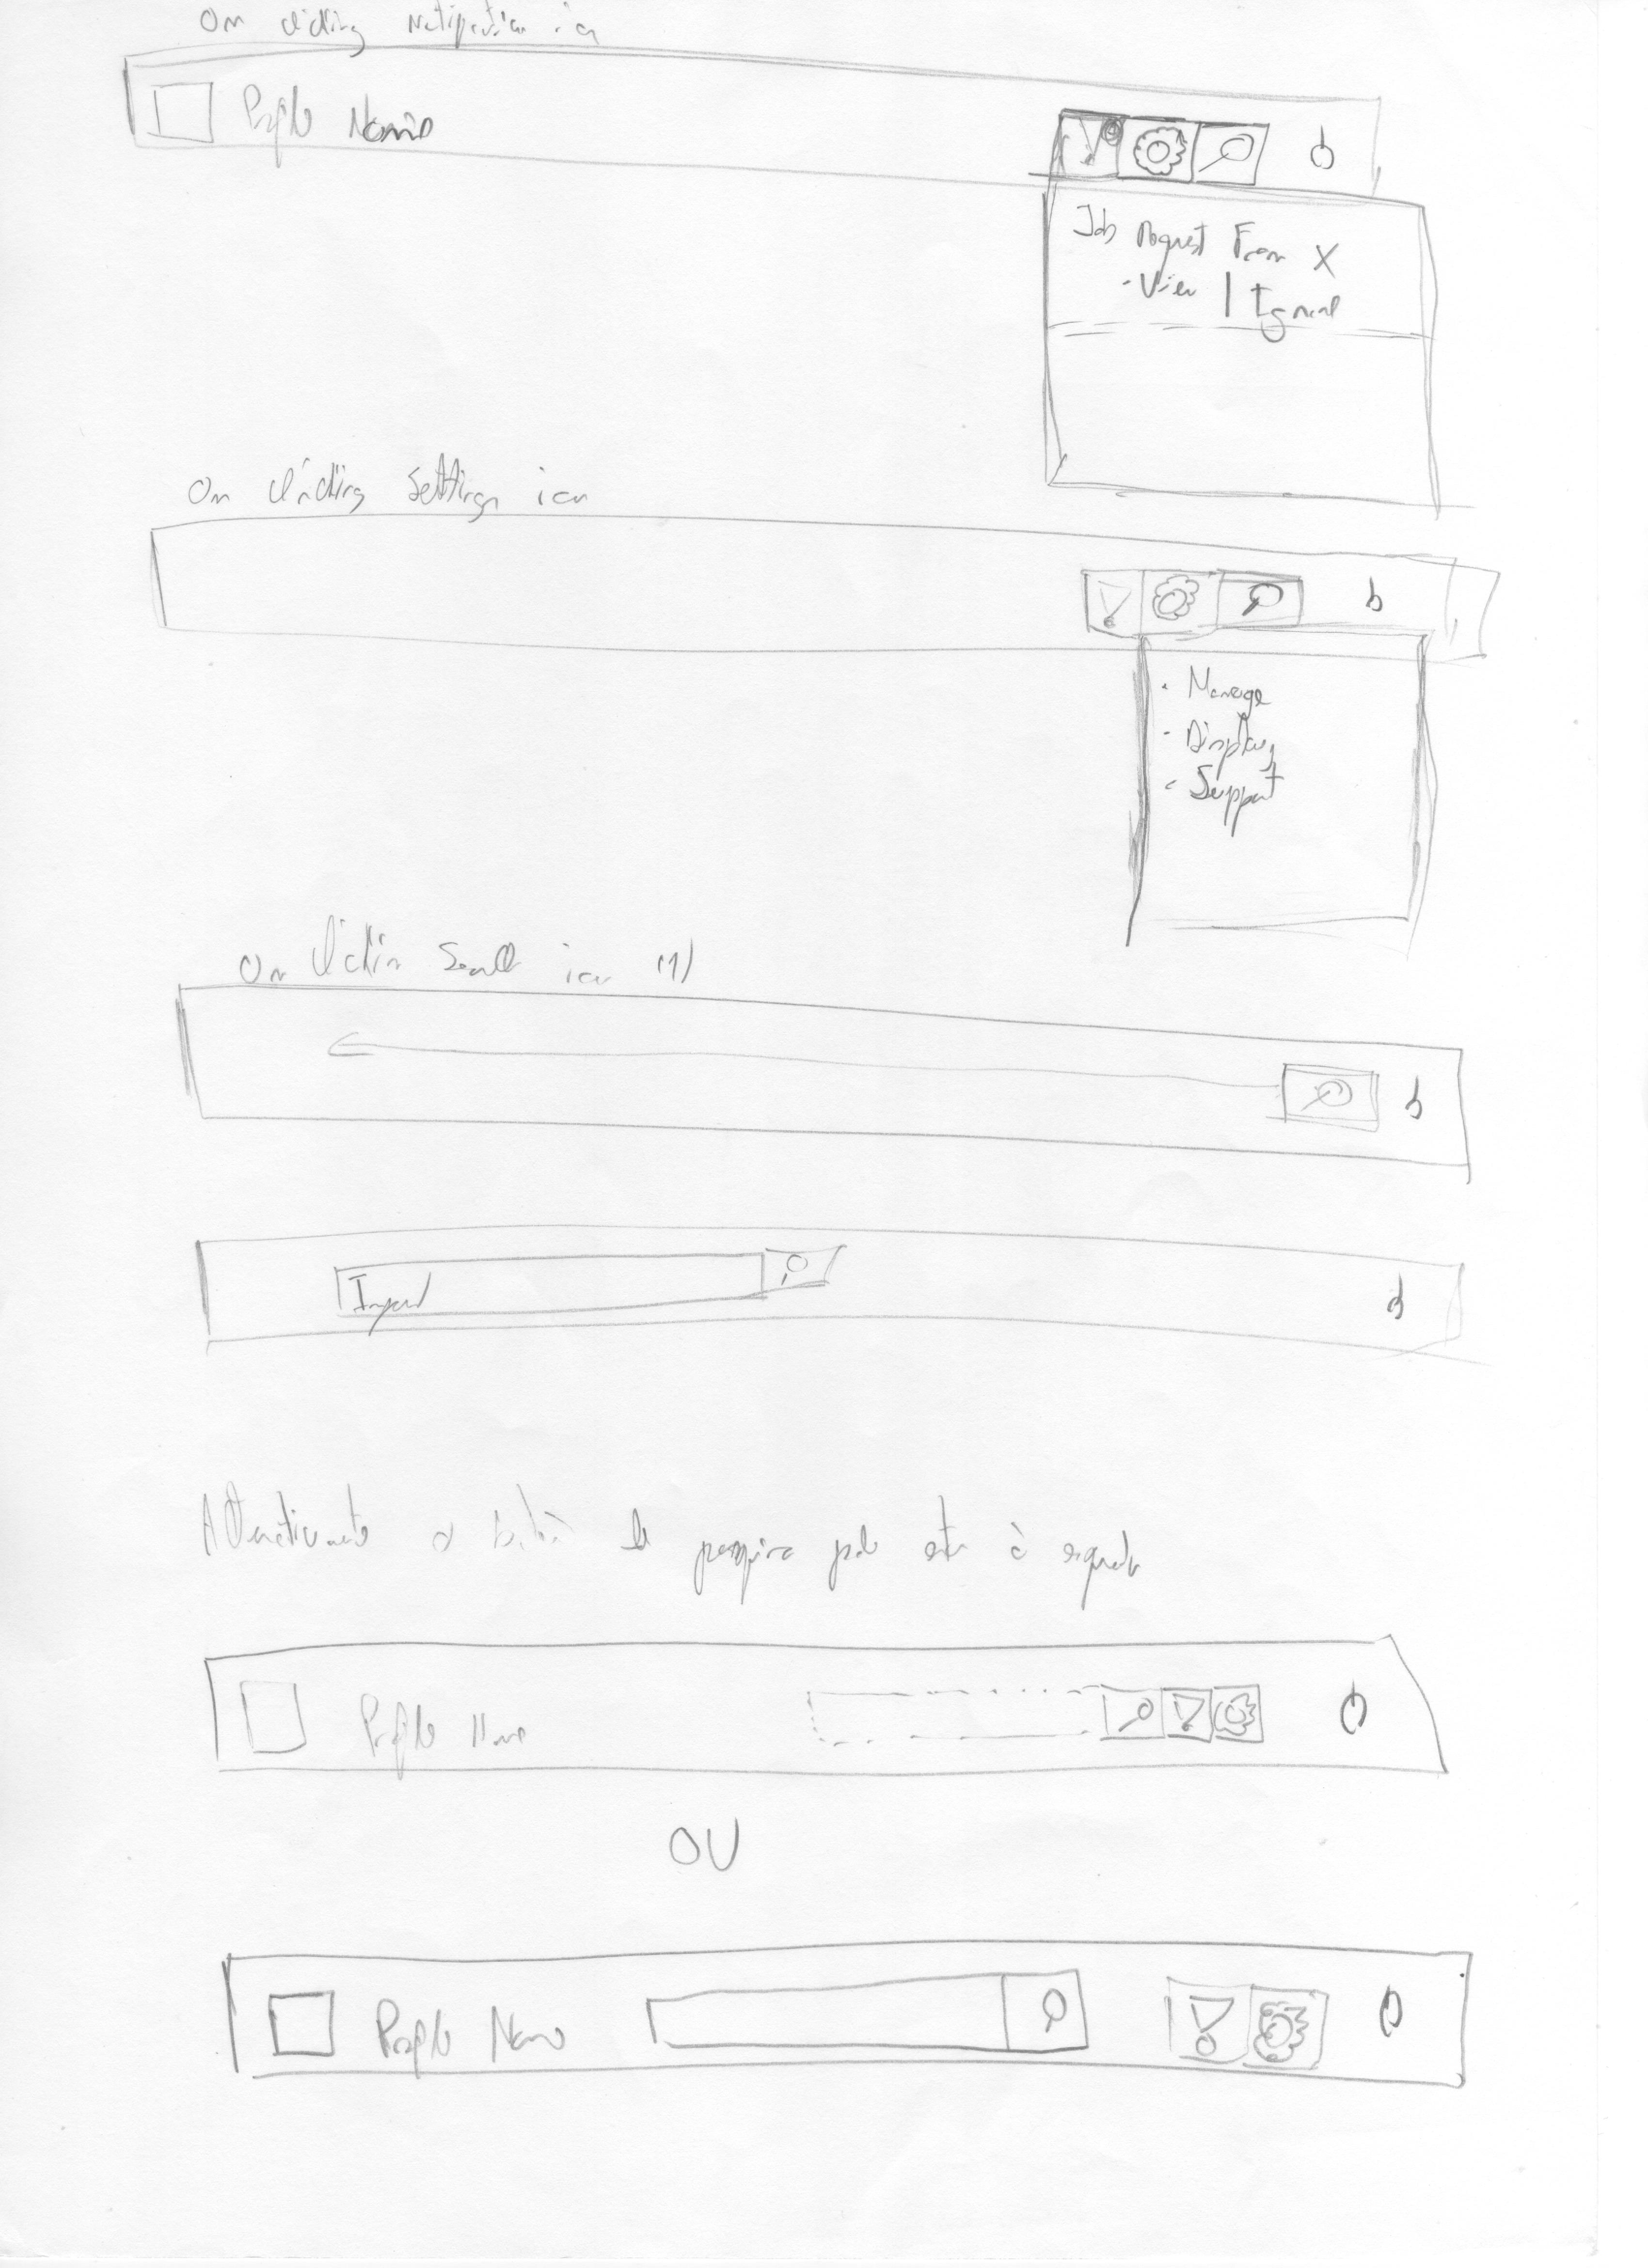 On clicking Notification icon
Profile Name
Job request From X
- View | Ignore
On clicking Settings icon
- Manage
- Display
- Support
On Clickin Search icon (1)
Input
Alternativamente o botão de pesquisa pode estar à esquerda
Profile Name
OU
Profile Name